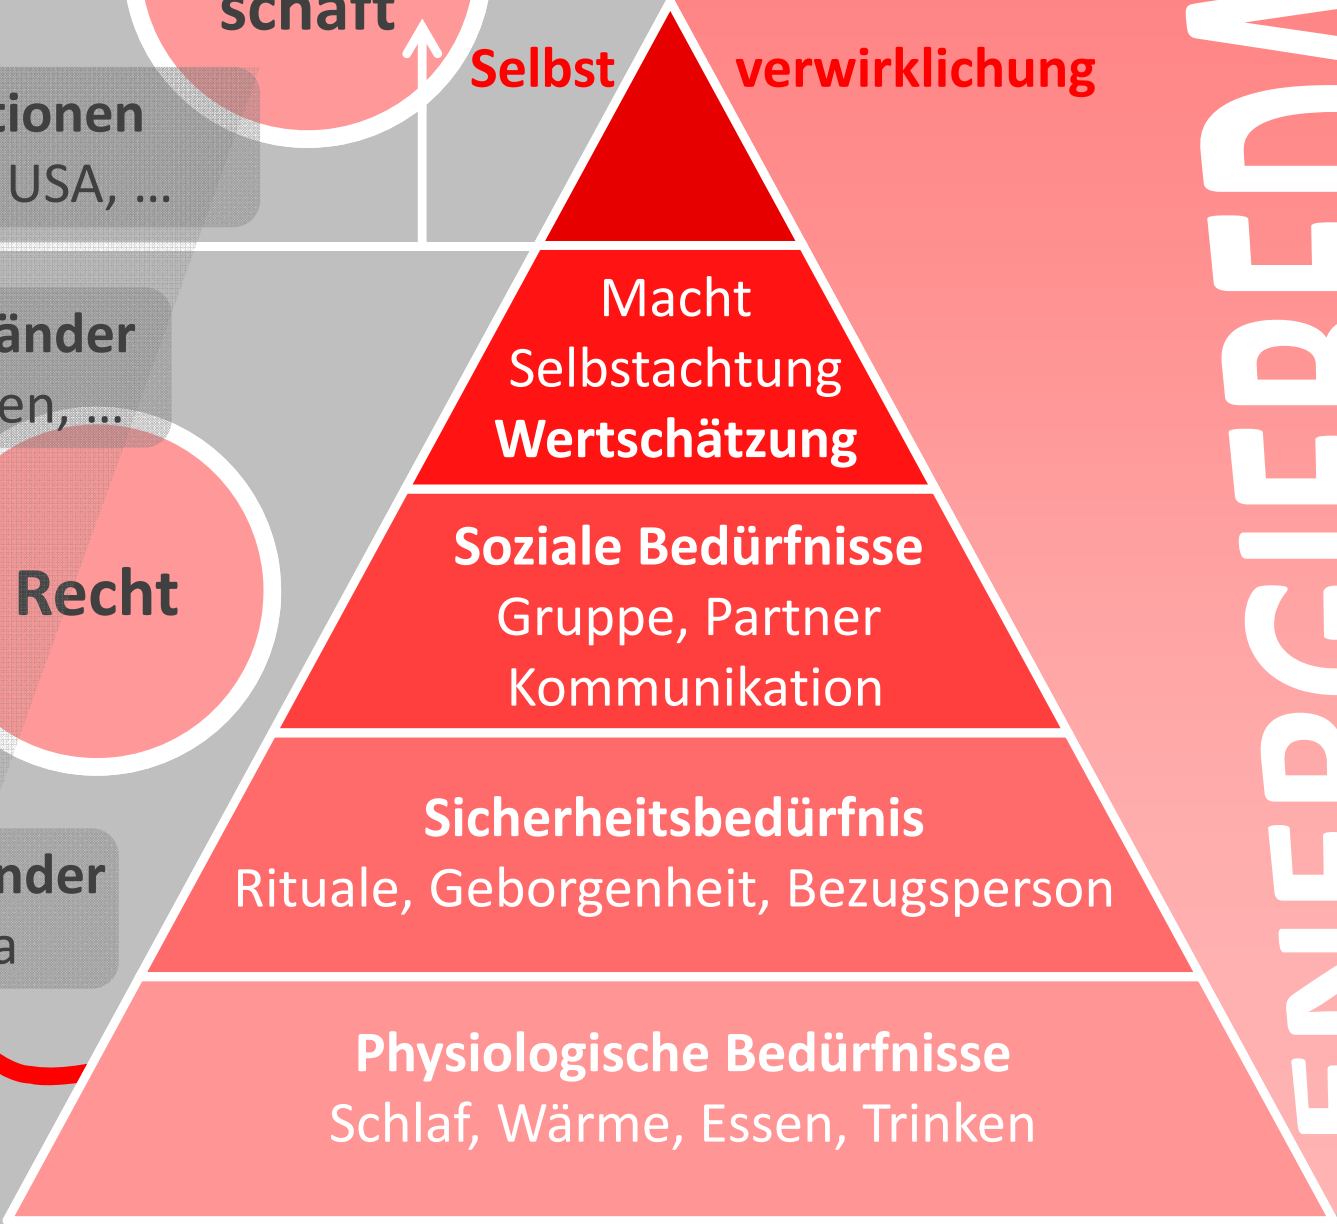 schaft
Selbst verwirklichung
tionen
USA, ...
Macht
Selbstachtung
Wertschätzung
änder
en, ...
Soziale Bedürfnisse
Gruppe, Partner
Kommunikation
Recht
Sicherheitsbedürfnis
Rituale, Geborgenheit, Bezugsperson
nder
a
Physiologische Bedürfnisse
Schlaf, Wärme, Essen, Trinken